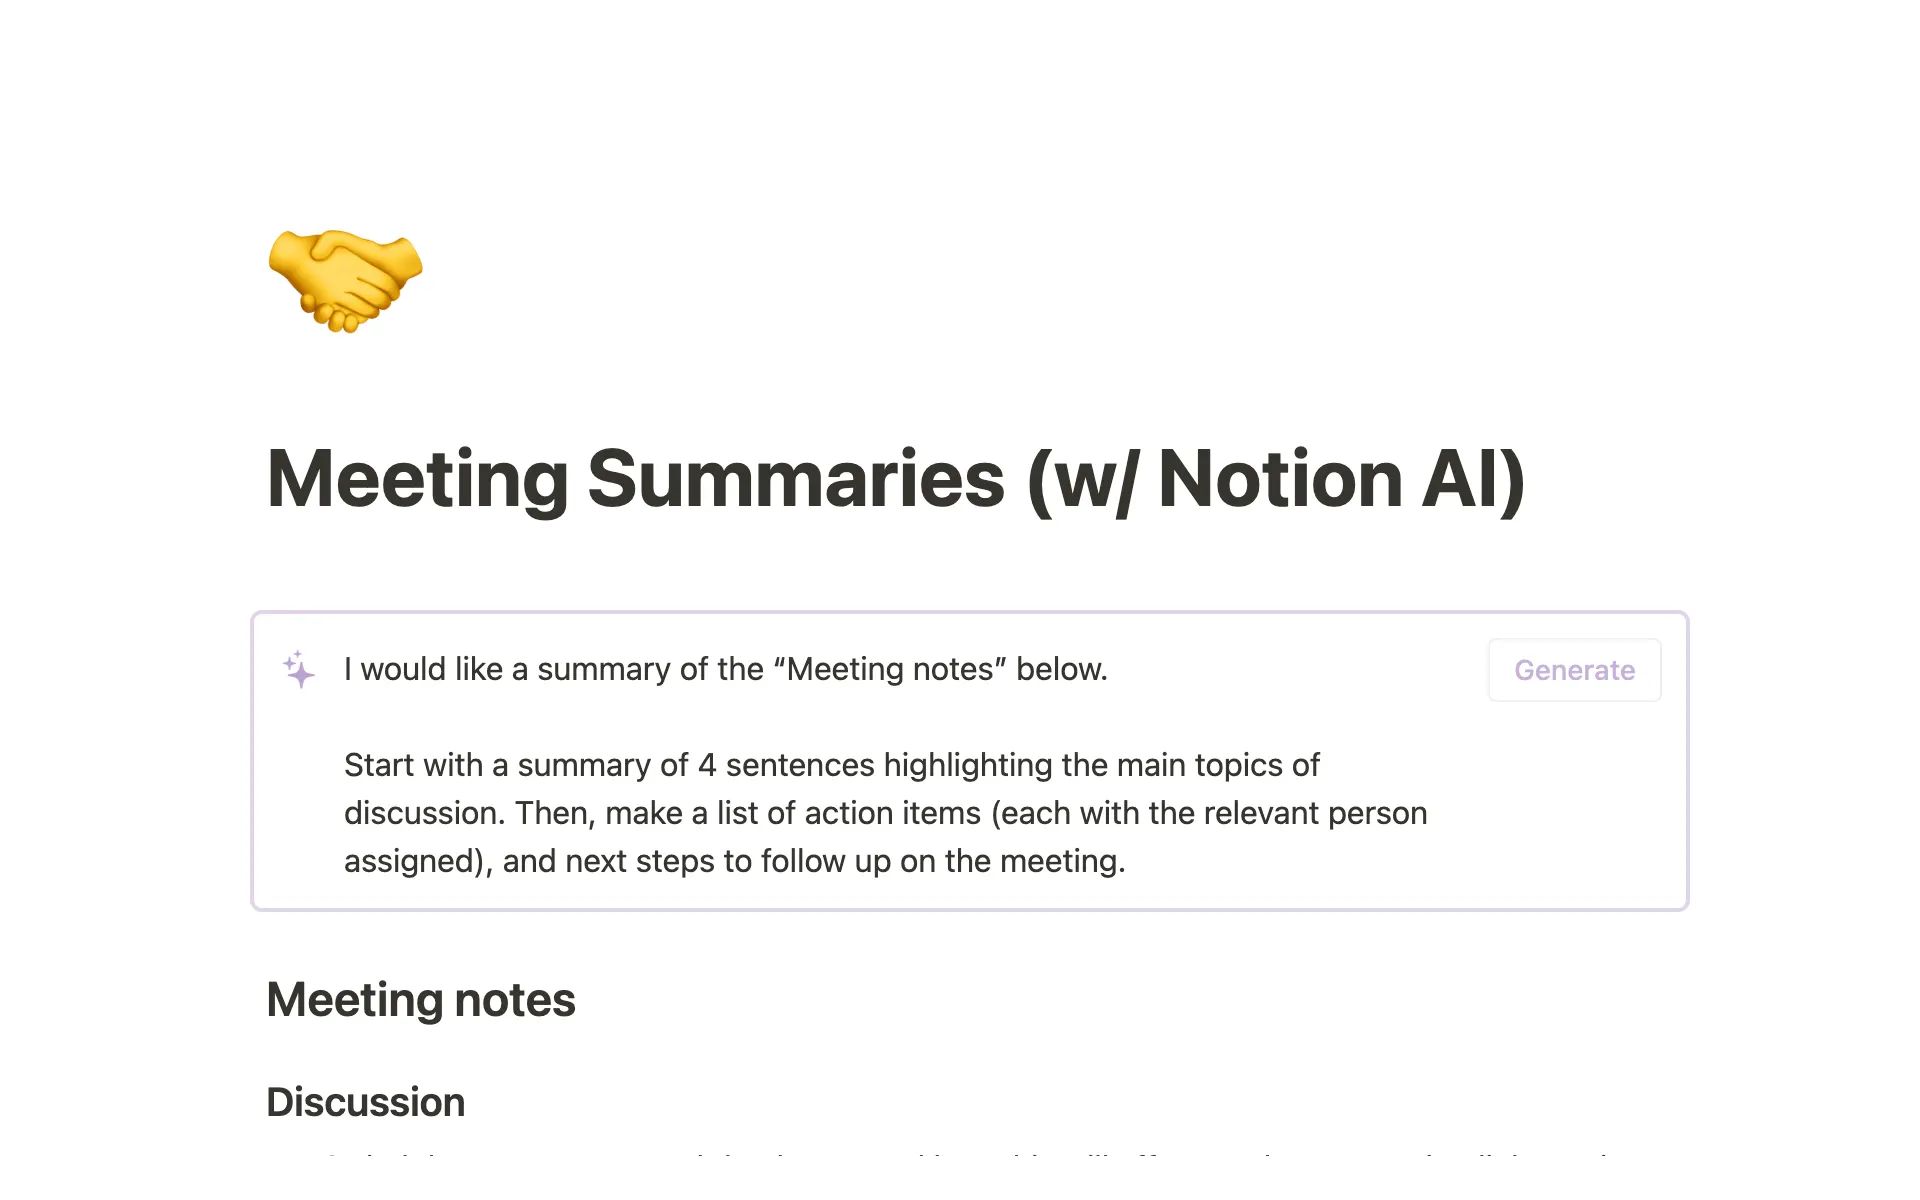 Meeting Summaries (w/ Notion AI)
I would like a summary of the “Meeting notes” below.
Generate
Start with a summary of 4 sentences highlighting the main topics of
discussion. Then, make a list of action items (each with the relevant person
assigned), and next steps to follow up on the meeting.
Meeting notes
Discussion